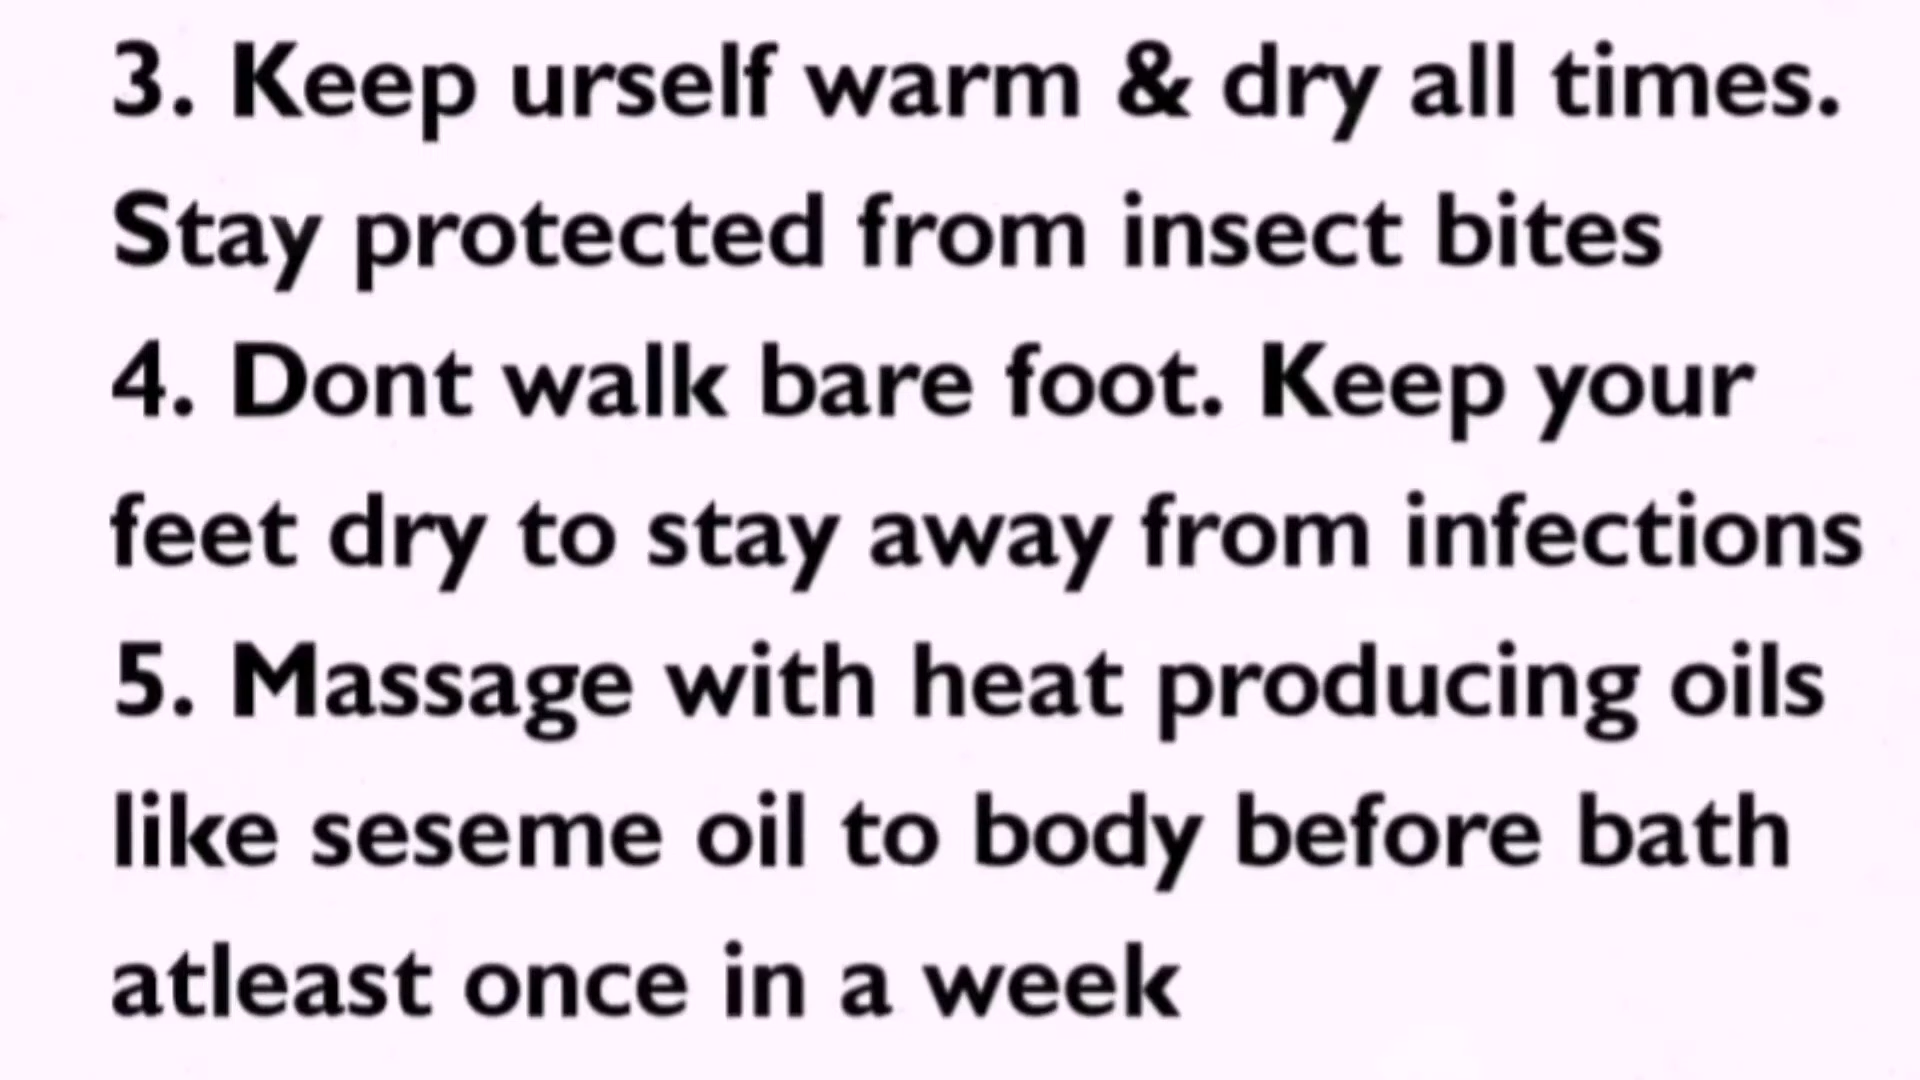 3. Keep urself warm & dry all times.
Stay protected from insect bites
4. Dont walk bare foot. Keep your
feet dry to stay away from infections
5. Massage with heat producing oils
like seseme oil to body before bath
atleast once in a week